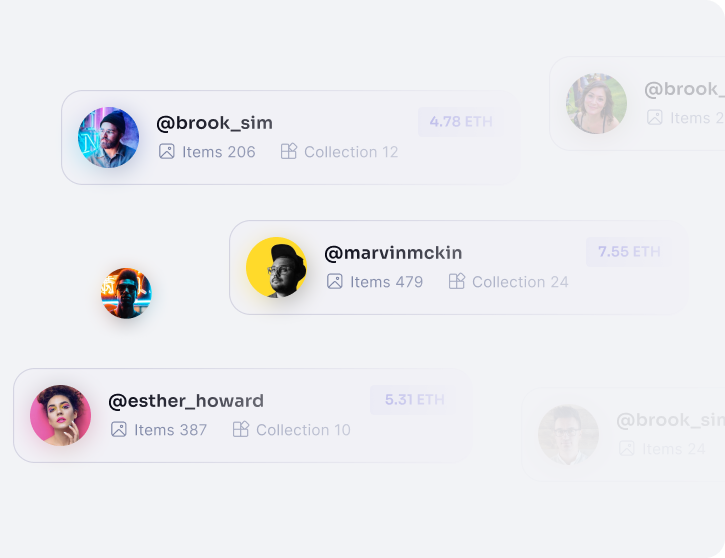 @brook_
Items 2
@brook_sim
4.78 ETH
Items 206
Collection 12
@marvinmckin
7.55 ETH
Items 479
Collection 24
@esther_howard
5.31 ETH
Items 387
Collection 10
@brook_sim
Items 24